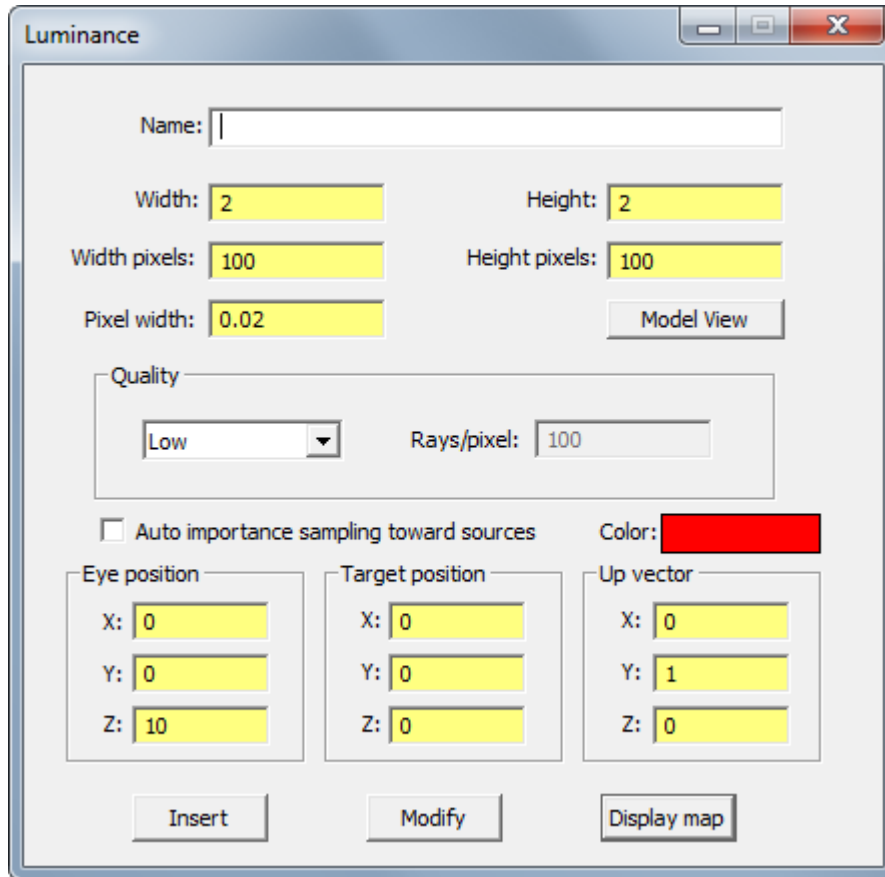 Luminance
Name:
Width: 2 Height: 2
Width pixels: 100 Height pixels: 100
Pixel width: 0.02 Model View
Quality
Low Rays/pixel: 100
Auto importance sampling toward sources Color:
Eye position Target position Up vector
X: 0 X: 0 X: 0
Y: 0 Y: 0 Y: 1
Z: 10 Z: 0 Z: 0
Insert Modify Display map